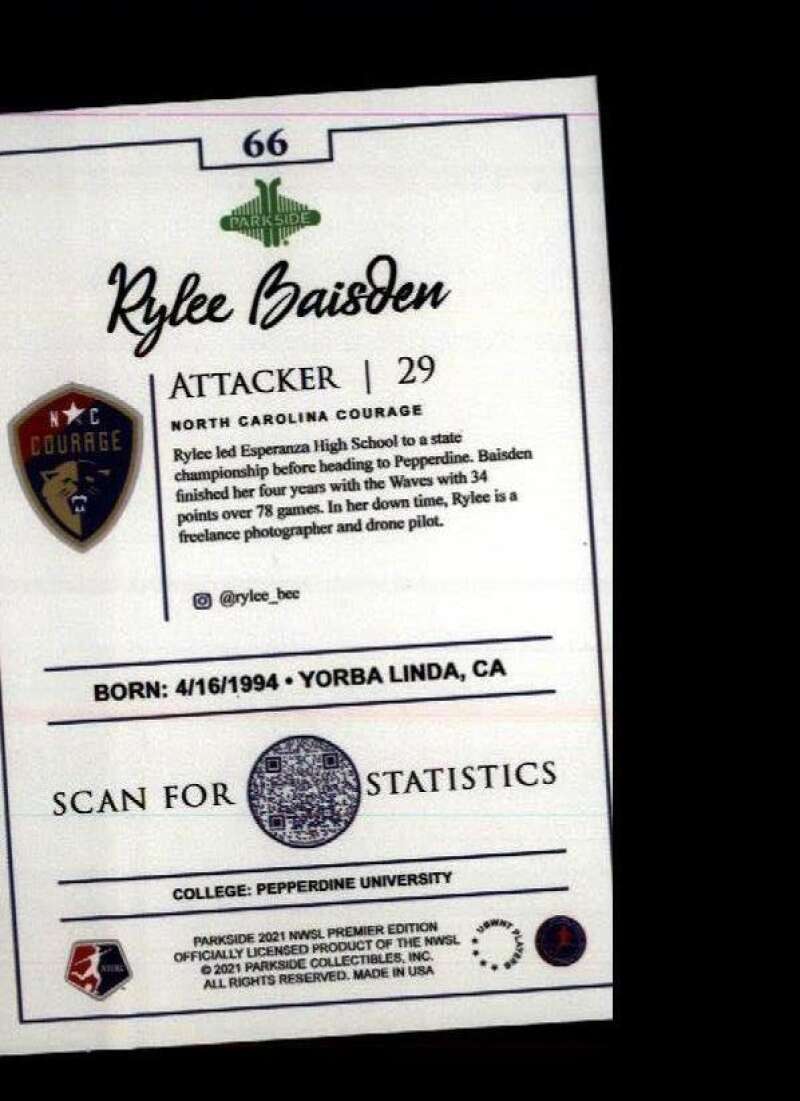 66
PARKSIDE
Rylee Baisden
ATTACKER | 29
NORTH CAROLINA COURAGE
N C
COURAGE
Rylee led Esperanza High School to a state
championship before heading to Pepperdine. Baisden
finished her four years with the Waves with 34
points over 78 games. In her down time, Rylee is a
freelance photographer and drone pilot.
@rylee_bee
BORN: 4/16/1994 • YORBA LINDA, CA
SCAN FOR STATISTICS
COLLEGE: PEPPERDINE UNIVERSITY
PARKSIDE 2021 NWSL PREMIER EDITION
OFFICIALLY LICENSED PRODUCT OF THE NWSL
© 2021 PARKSIDE COLLECTIBLES, INC.
ALL RIGHTS RESERVED. MADE IN USA
NWSL
USWNT PLAYERS